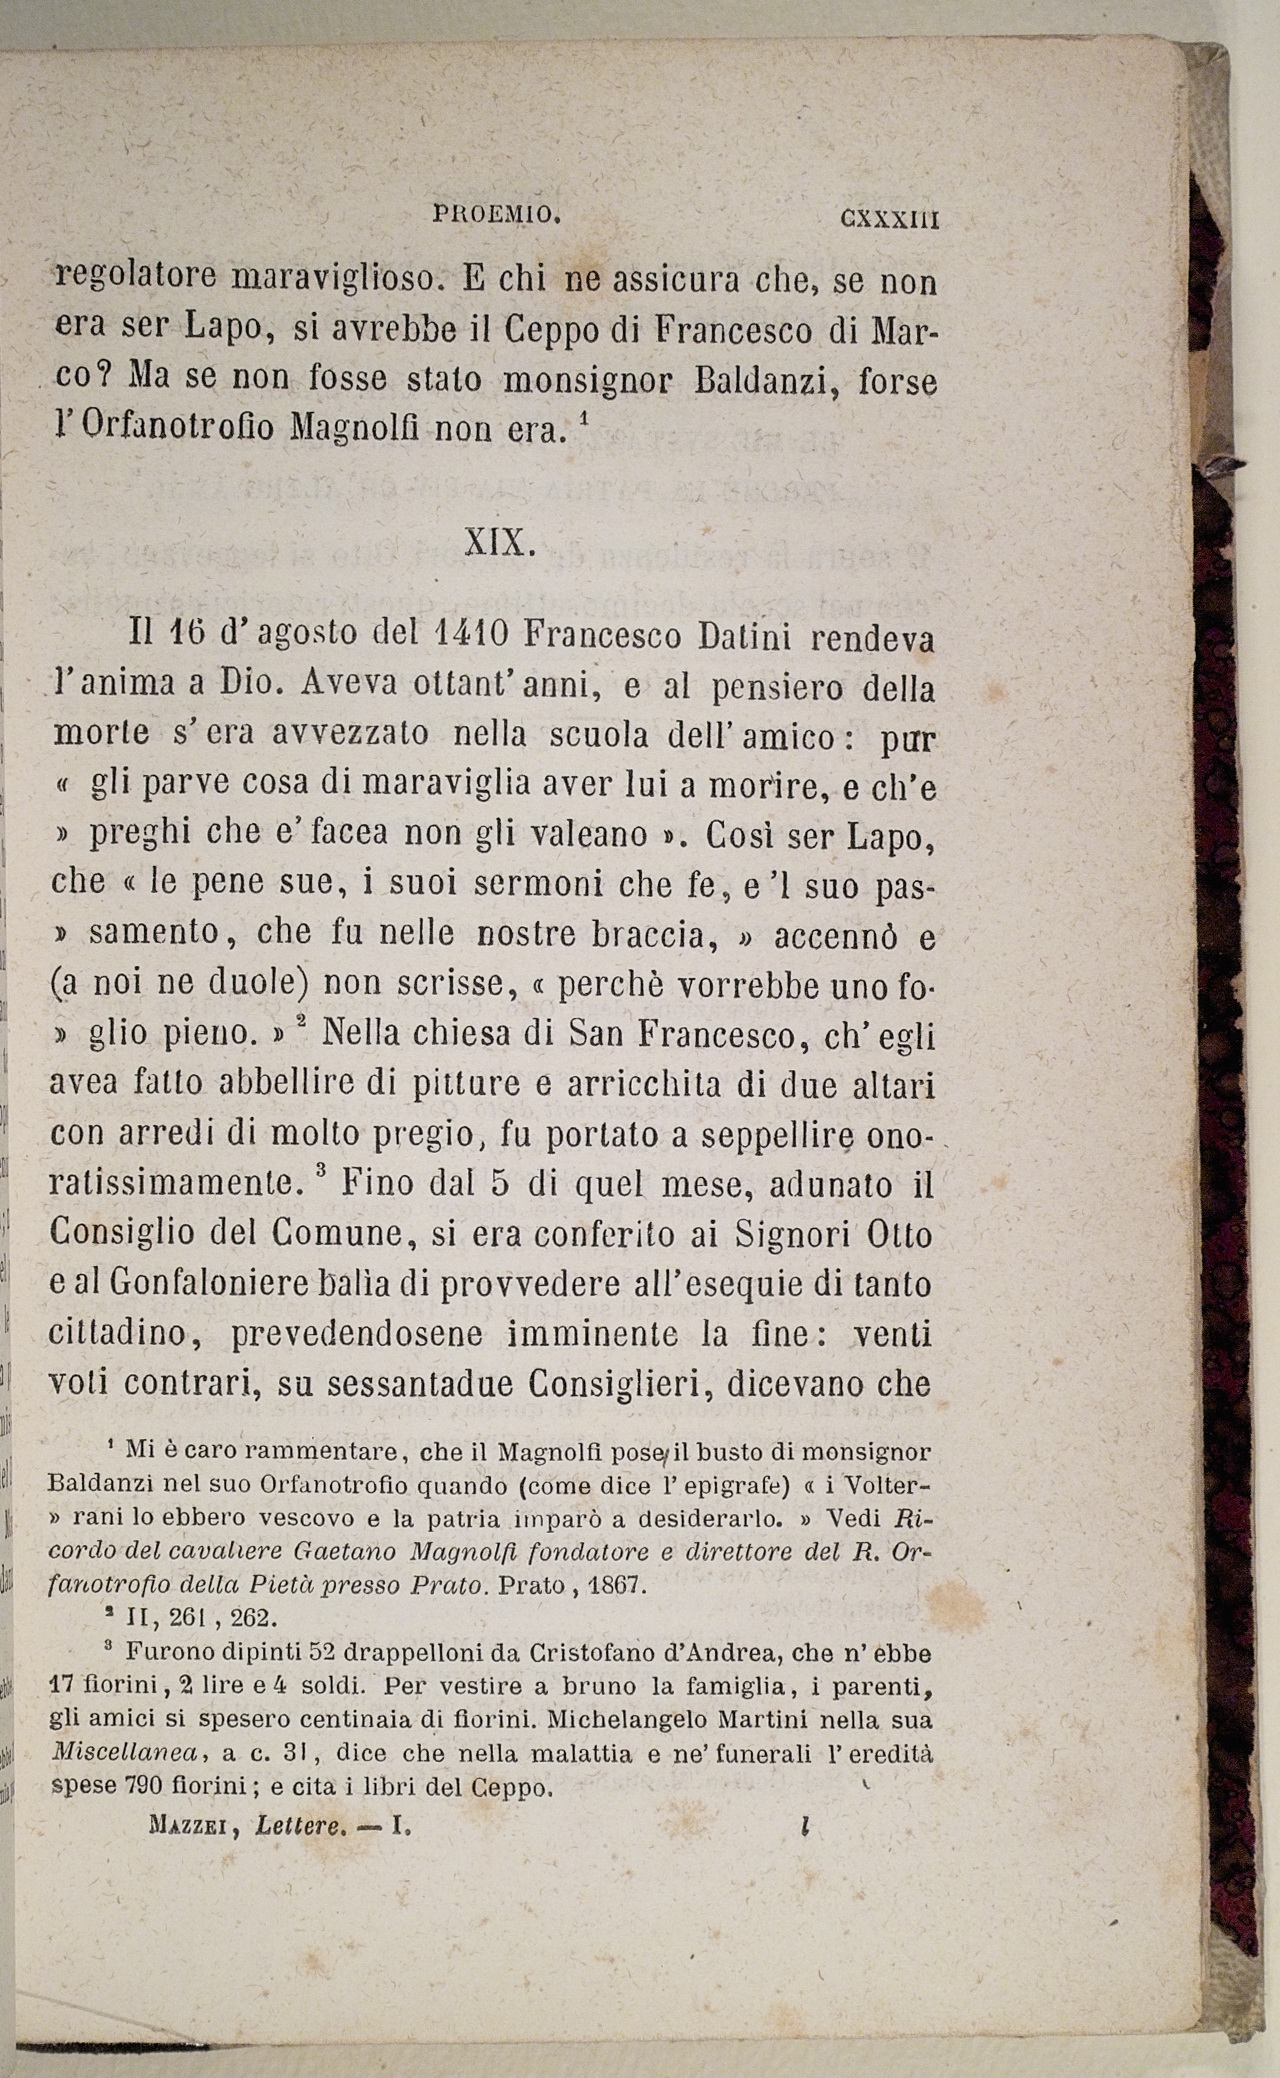 PROEMIO. CXXXIII
regolatore maraviglioso. E chi ne assicura che, se non
era ser Lapo, si avrebbe il Ceppo di Francesco di Mar-
co? Ma se non fosse stato monsignor Baldanzi, forse
l' Orfanotrofio Magnolfi non era. ¹
XIX.
Il 16 d' agosto del 1410 Francesco Datini rendeva
l' anima a Dio. Aveva ottant' anni, e al pensiero della
morte s' era avvezzato nella scuola dell' amico: pur
« gli parve cosa di maraviglia aver lui a morire, e ch'e
» preghi che e' facea non gli valeano ». Così ser Lapo,
che « le pene sue, i suoi sermoni che fe, e 'l suo pas-
» samento, che fu nelle nostre braccia, » accennò e
(a noi ne duole) non scrisse, « perchè vorrebbe uno fo-
» glio pieno. » ² Nella chiesa di San Francesco, ch' egli
avea fatto abbellire di pitture e arricchita di due altari
con arredi di molto pregio, fu portato a seppellire ono-
ratissimamente. ³ Fino dal 5 di quel mese, adunato il
Consiglio del Comune, si era conferito ai Signori Otto
e al Gonfaloniere balìa di provvedere all' esequie di tanto
cittadino, prevedendosene imminente la fine: venti
voti contrari, su sessantadue Consiglieri, dicevano che
¹ Mi è caro rammentare, che il Magnolfi pose il busto di monsignor
Baldanzi nel suo Orfanotrofio quando (come dice l' epigrafe) « i Volter-
» rani lo ebbero vescovo e la patria imparò a desiderarlo. » Vedi Ri-
cordo del cavaliere Gaetano Magnolfi fondatore e direttore del R. Or-
fanotrofio della Pietà presso Prato. Prato, 1867.
² II, 261, 262.
³ Furono dipinti 52 drappelloni da Cristofano d'Andrea, che n' ebbe
17 fiorini, 2 lire e 4 soldi. Per vestire a bruno la famiglia, i parenti,
gli amici si spesero centinaia di fiorini. Michelangelo Martini nella sua
Miscellanea, a c. 31, dice che nella malattia e ne' funerali l' eredità
spese 790 fiorini; e cita i libri del Ceppo.
MAZZEI, Lettere. — I. l